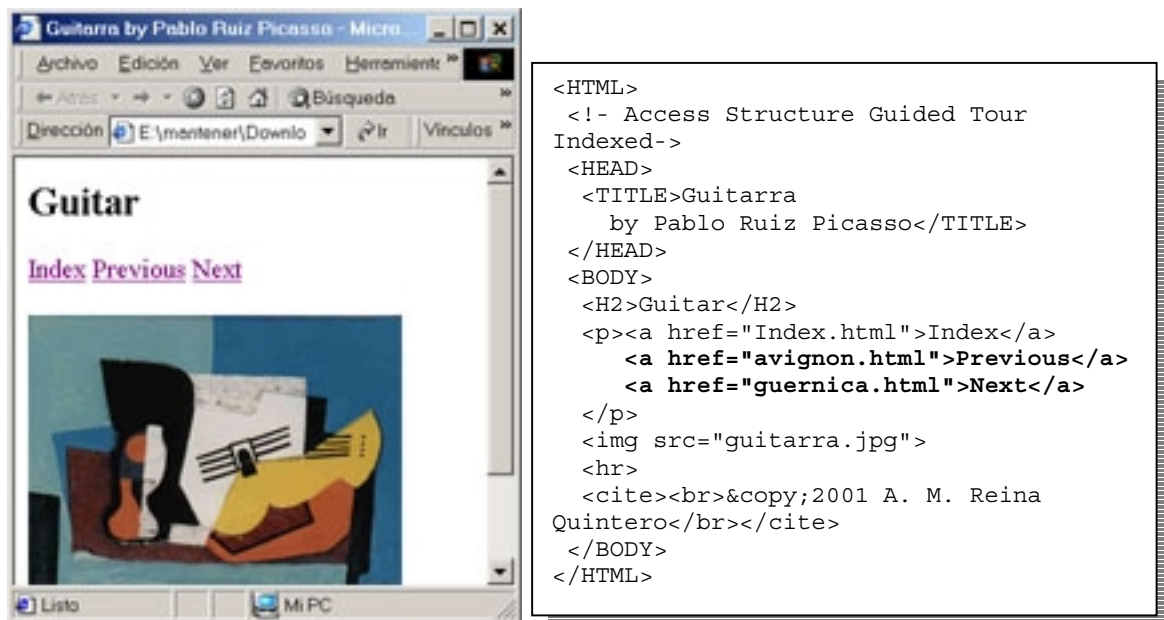 Guitarra by Pablo Ruiz Picasso - Micro...
Archivo Edición Ver Favoritos Herramienta »
Atrás Búsqueda »
Dirección E:\mantener\Downlo Ir Vínculos »
Guitar
Index Previous Next
Listo Mi PC
<HTML>
<!- Access Structure Guided Tour
Indexed->
<HEAD>
<TITLE>Guitarra
by Pablo Ruiz Picasso</TITLE>
</HEAD>
<BODY>
<H2>Guitar</H2>
<p><a href="Index.html">Index</a>
<a href="avignon.html">Previous</a>
<a href="guernica.html">Next</a>
</p>
<img src="guitarra.jpg">
<hr>
<cite><br>&copy;2001 A. M. Reina
Quintero</br></cite>
</BODY>
</HTML>